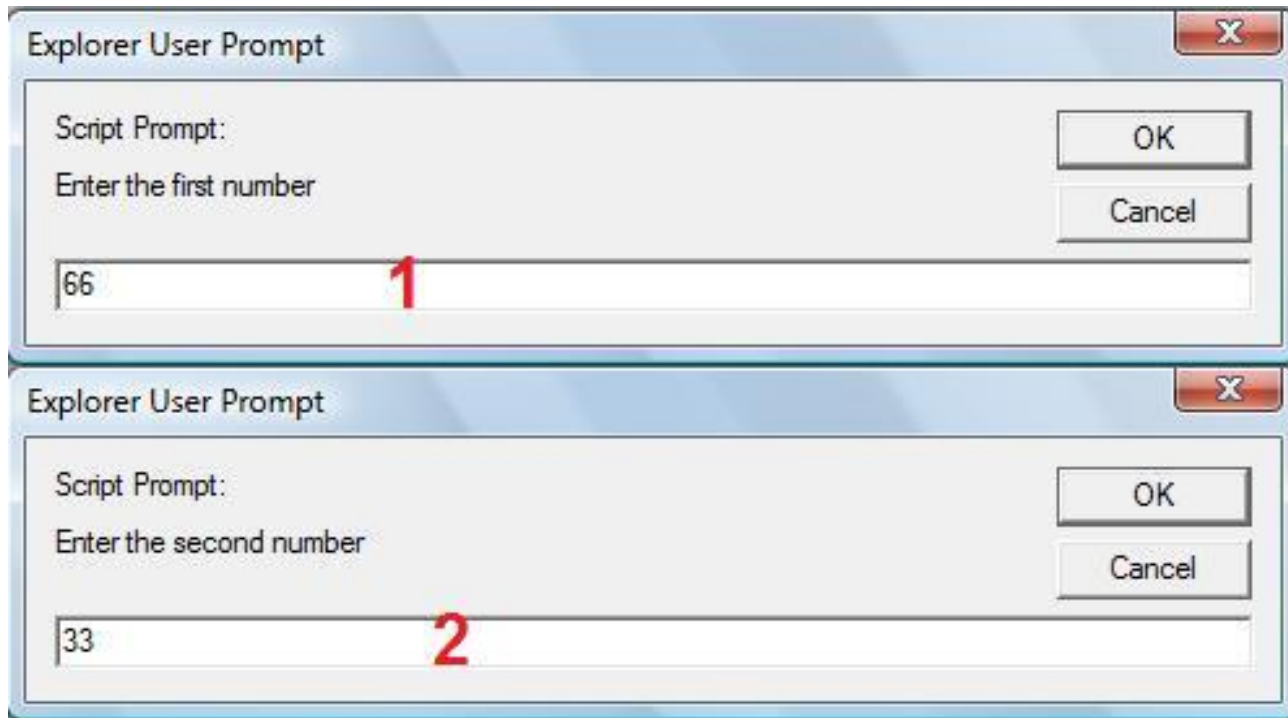 Explorer User Prompt
X
Script Prompt:
OK
Enter the first number
Cancel
66
1
Explorer User Prompt
X
Script Prompt:
OK
Enter the second number
Cancel
33
2